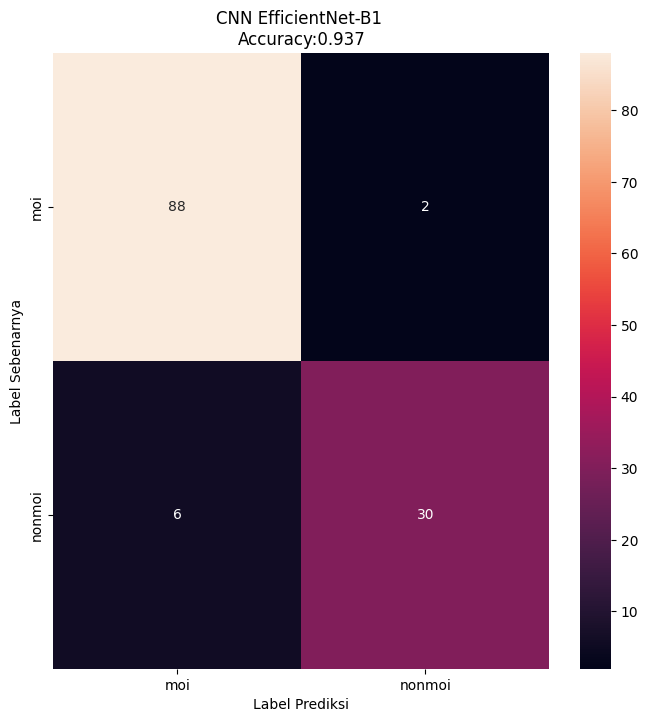 CNN EfficientNet-B1
Accuracy:0.937
Label Sebenarnya
moi
nonmoi
88
2
6
30
moi
nonmoi
Label Prediksi
80
70
60
50
40
30
20
10